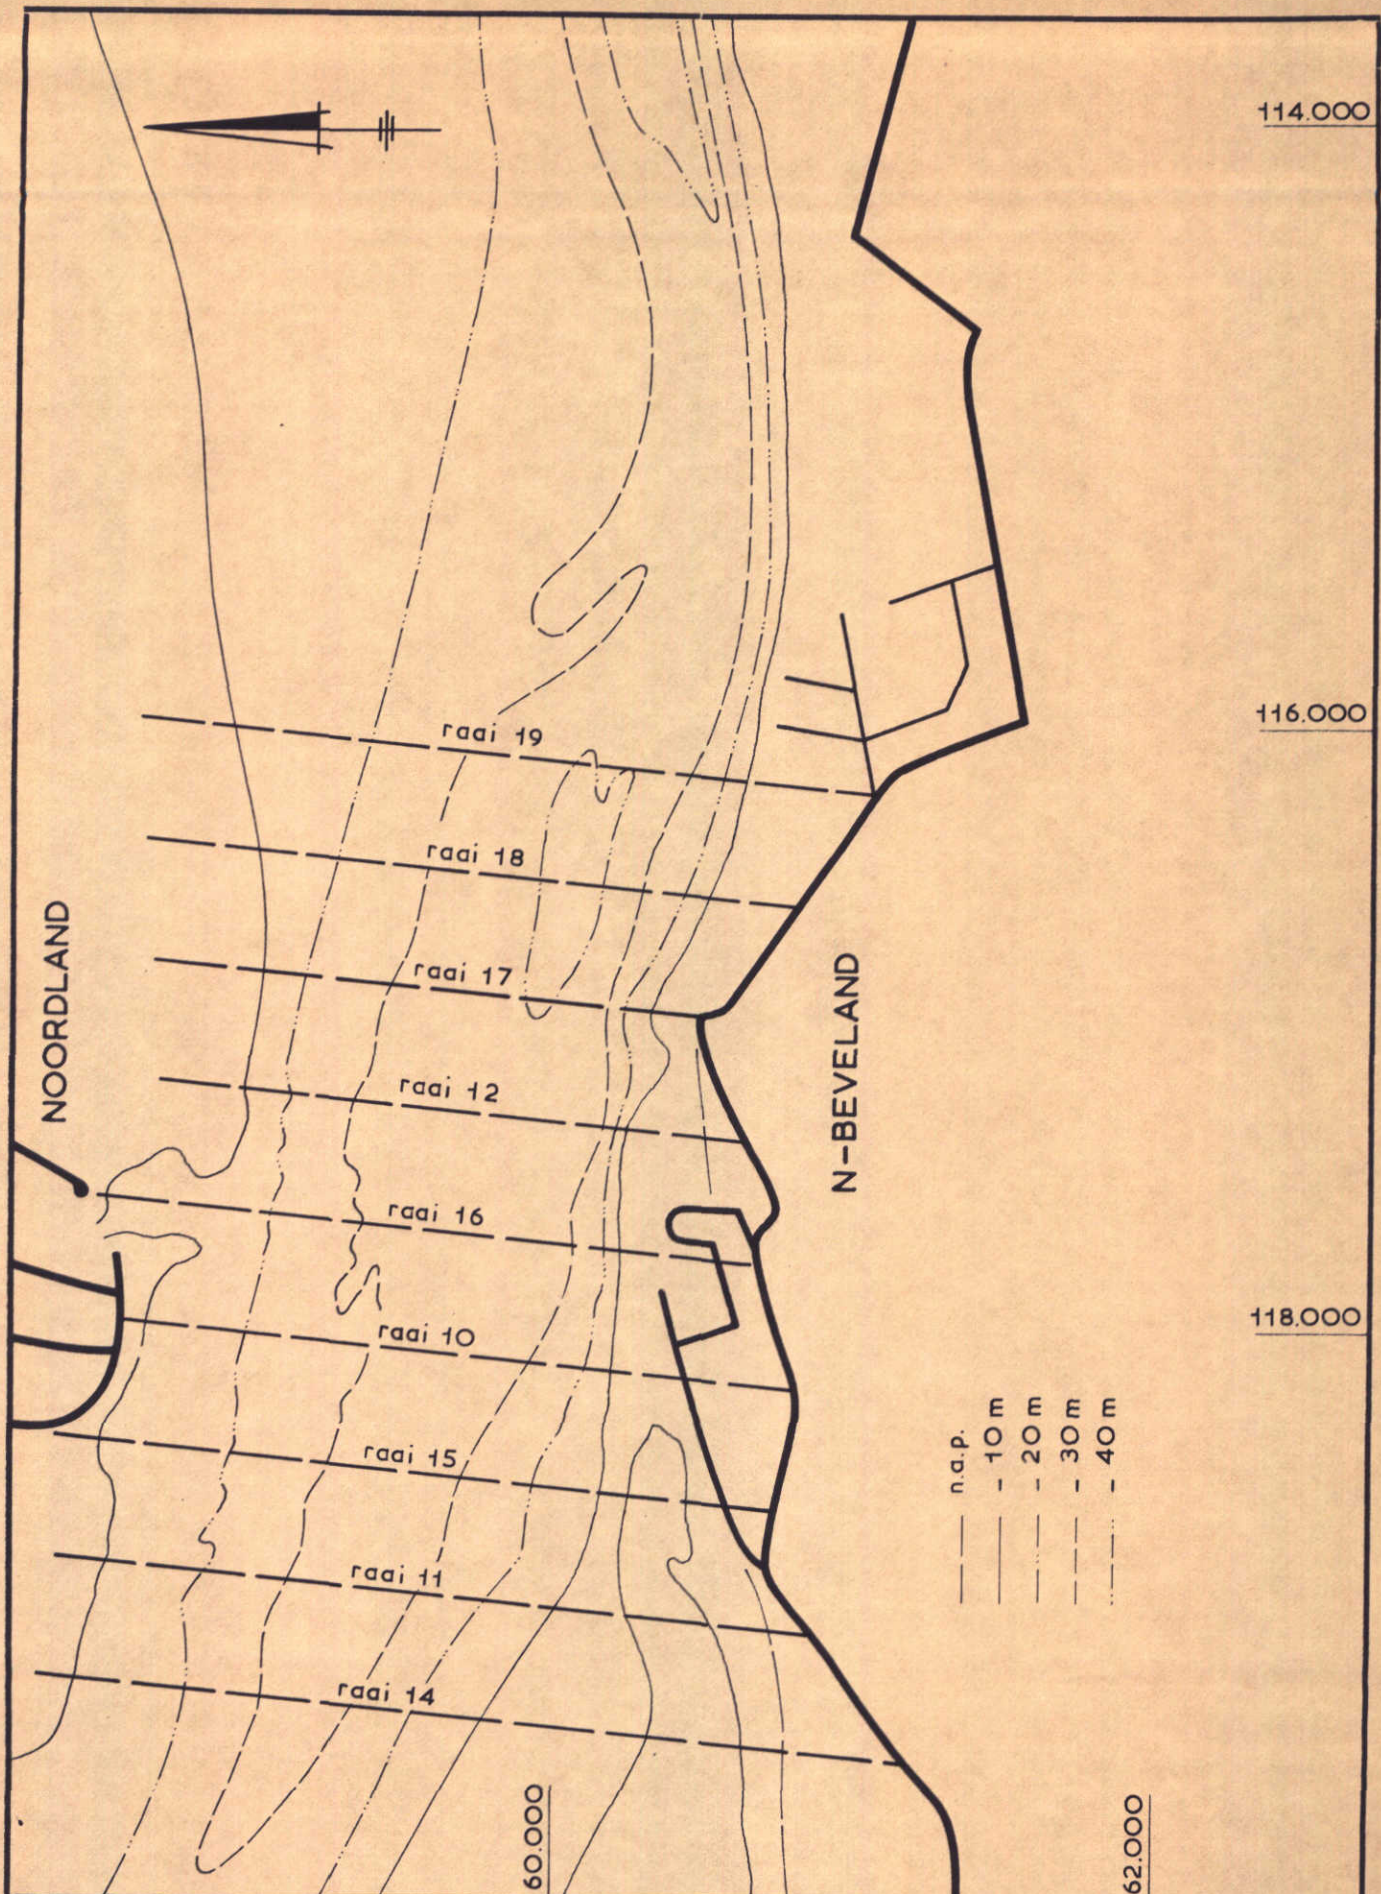 114.000
116.000
118.000
raai 19
raai 18
raai 17
raai 12
raai 16
raai 10
raai 15
raai 11
raai 14
NOORDLAND
N-BEVELAND
n.a.p.
- 10 m
- 20 m
- 30 m
- 40 m
60.000
62.000